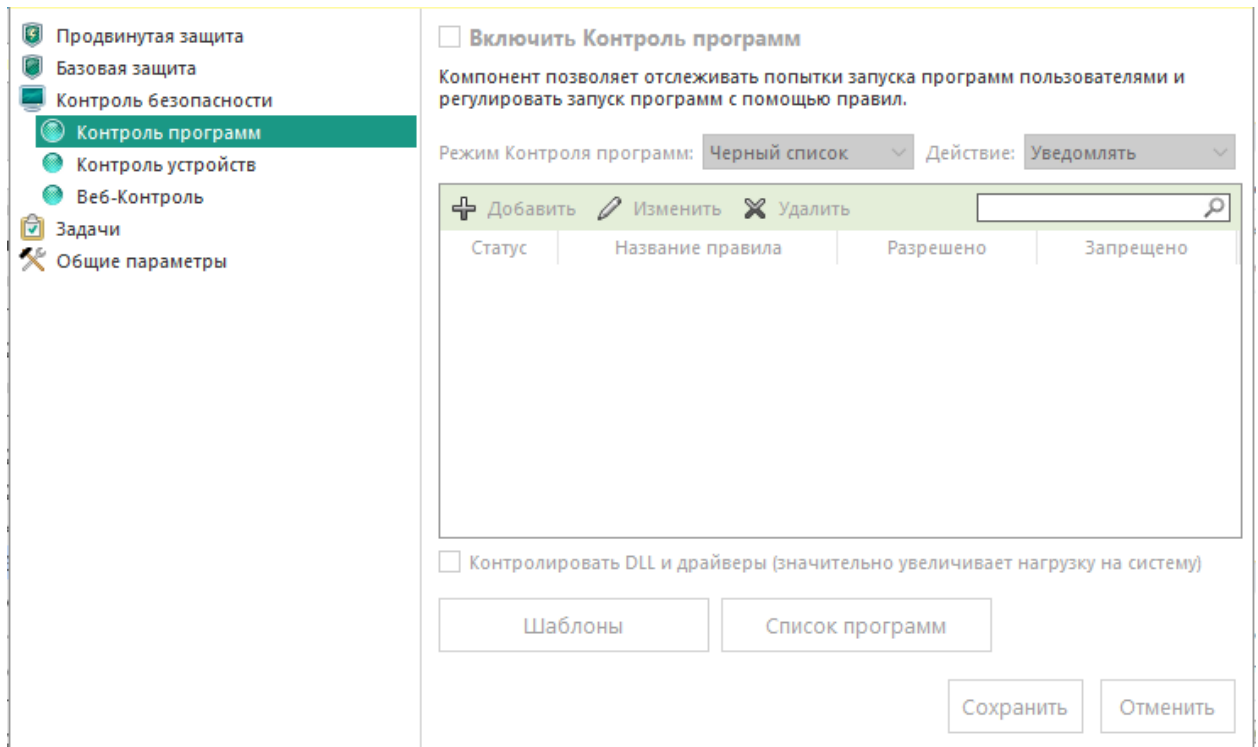 Продвинутая защита
Базовая защита
Контроль безопасности
Контроль программ
Контроль устройств
Веб-Контроль
Задачи
Общие параметры
Включить Контроль программ
Компонент позволяет отслеживать попытки запуска программ пользователями и
регулировать запуск программ с помощью правил.
Режим Контроля программ: Черный список Действие: Уведомлять
Добавить Изменить Удалить
Статус Название правила Разрешено Запрещено
Контролировать DLL и драйверы (значительно увеличивает нагрузку на систему)
Шаблоны Список программ
Сохранить Отменить